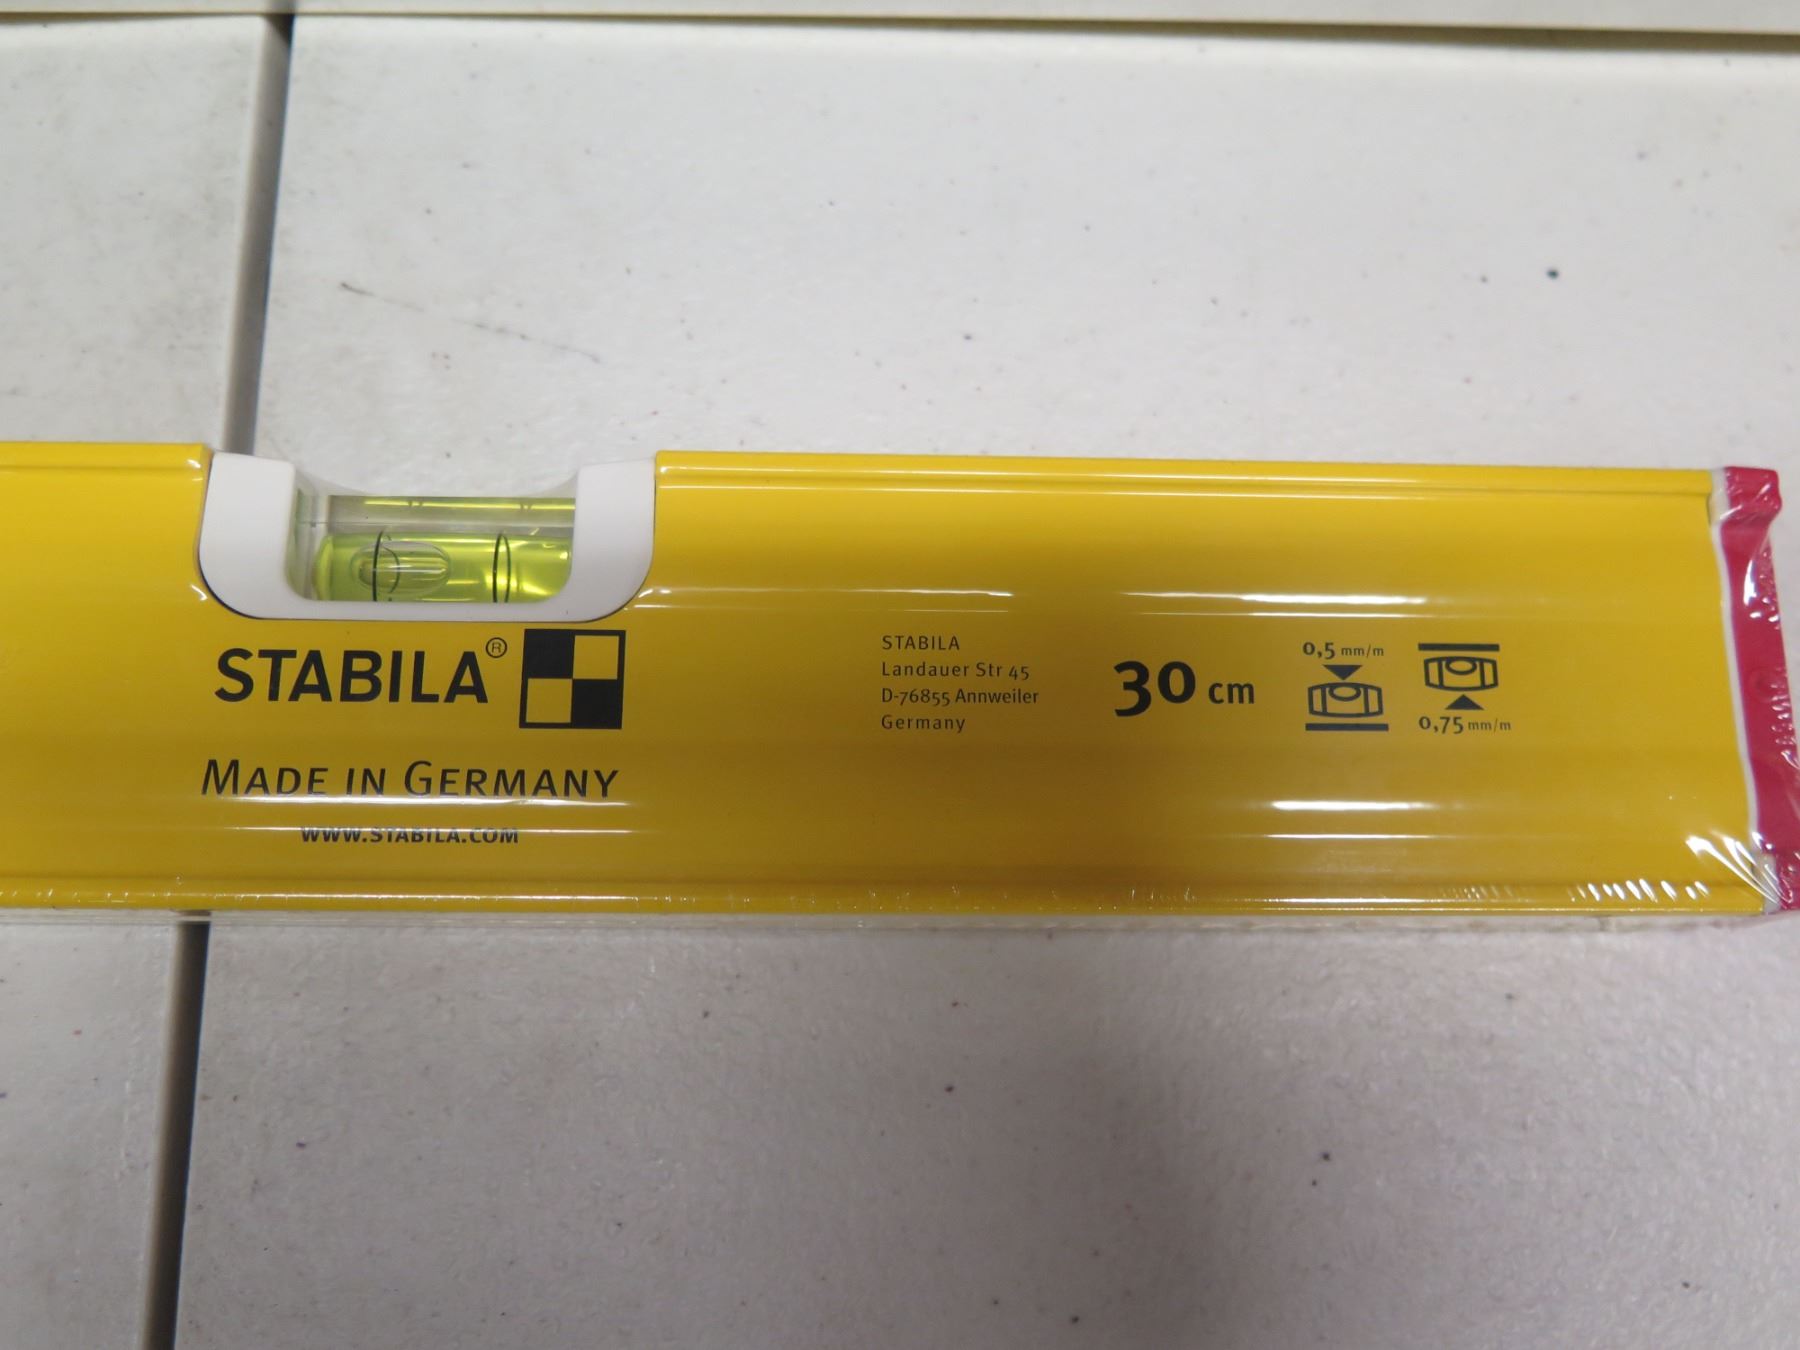 STABILA®
MADE IN GERMANY
WWW.STABILA.COM
STABILA
Landauer Str 45
D-76855 Annweiler
Germany
30 cm
0,5 mm/m
0,75 mm/m